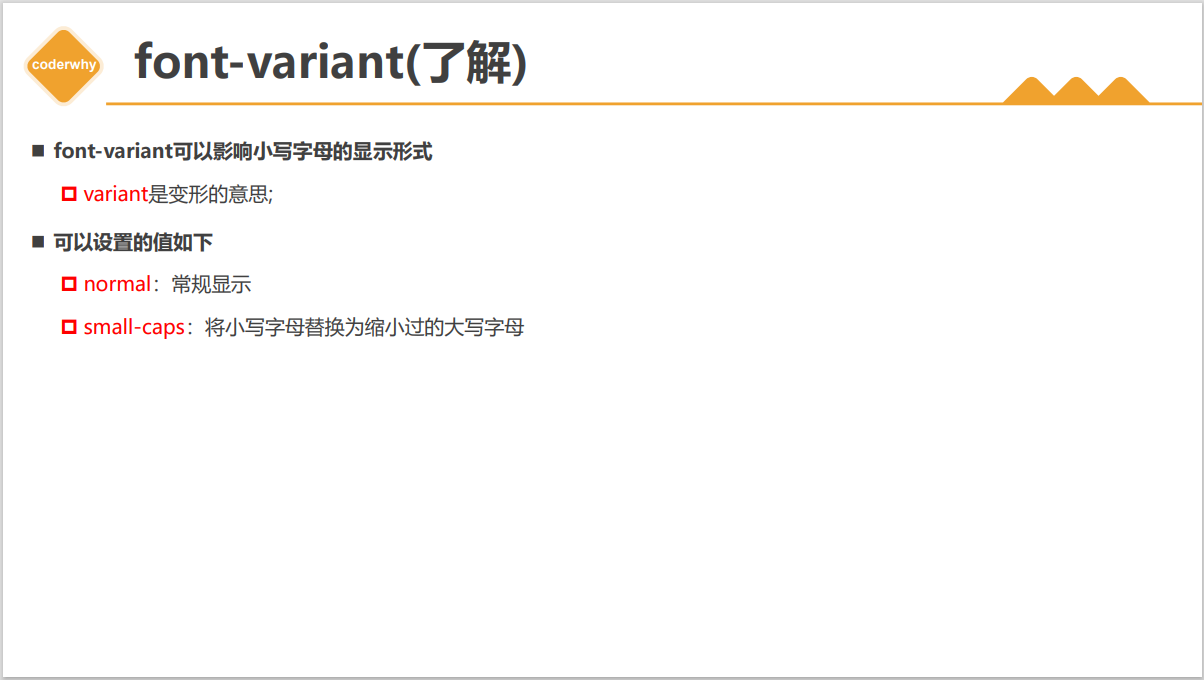 coderwhy
font-variant(了解)
font-variant可以影响小写字母的显示形式
variant是变形的意思;
可以设置的值如下
normal：常规显示
small-caps：将小写字母替换为缩小过的大写字母